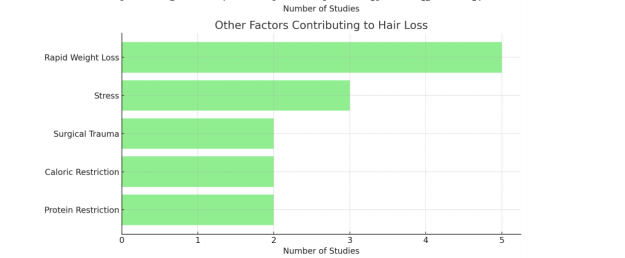 Number of Studies
Other Factors Contributing to Hair Loss
Rapid Weight Loss
Stress
Surgical Trauma
Caloric Restriction
Protein Restriction
0 1 2 3 4 5
Number of Studies